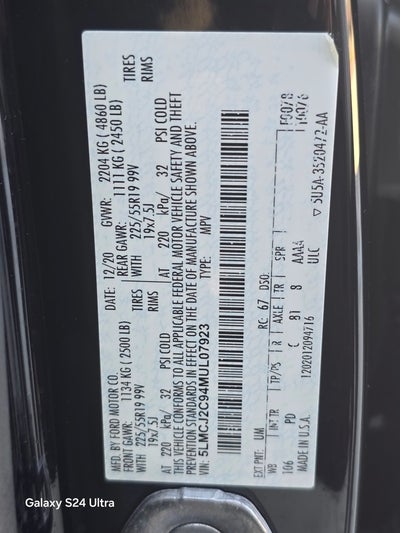 MFD. BY FORD MOTOR CO.
DATE: 12/20 GVWR: 2204 KG ( 4860 LB)
FRONT GAWR: REAR GAWR:
1134 KG (2500 LB) 1111 KG ( 2450 LB)
WITH 225/55R19 99V TIRES WITH 225/55R19 99V TIRES
19x7.5J RIMS 19x7.5J RIMS
AT 220 kPa/ 32 PSI COLD AT 220 kPa/ 32 PSI COLD
THIS VEHICLE CONFORMS TO ALL APPLICABLE FEDERAL MOTOR VEHICLE SAFETY AND THEFT
PREVENTION STANDARDS IN EFFECT ON THE DATE OF MANUFACTURE SHOWN ABOVE.
VIN: 5LMCJ2C94MUL07923 TYPE: MPV
EXT PNT: UM RC: 67 DSO:
WB INT TR TP/PS R AXLE TR SPR
106 PD C 81 8 AAAA
MADE IN U.S.A. 1202012094716 ULC
▽ 5U5A-3520472-AA
Galaxy S24 Ultra